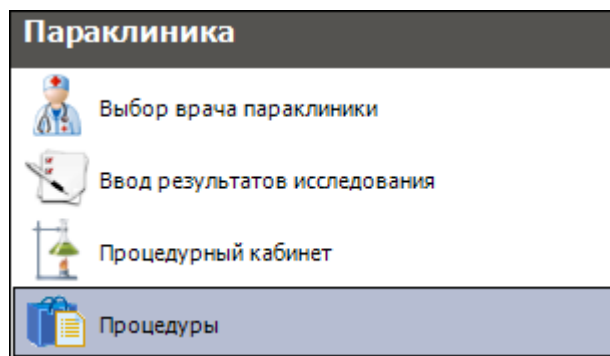 Параклиника
Выбор врача параклиники
Ввод результатов исследования
Процедурный кабинет
Процедуры